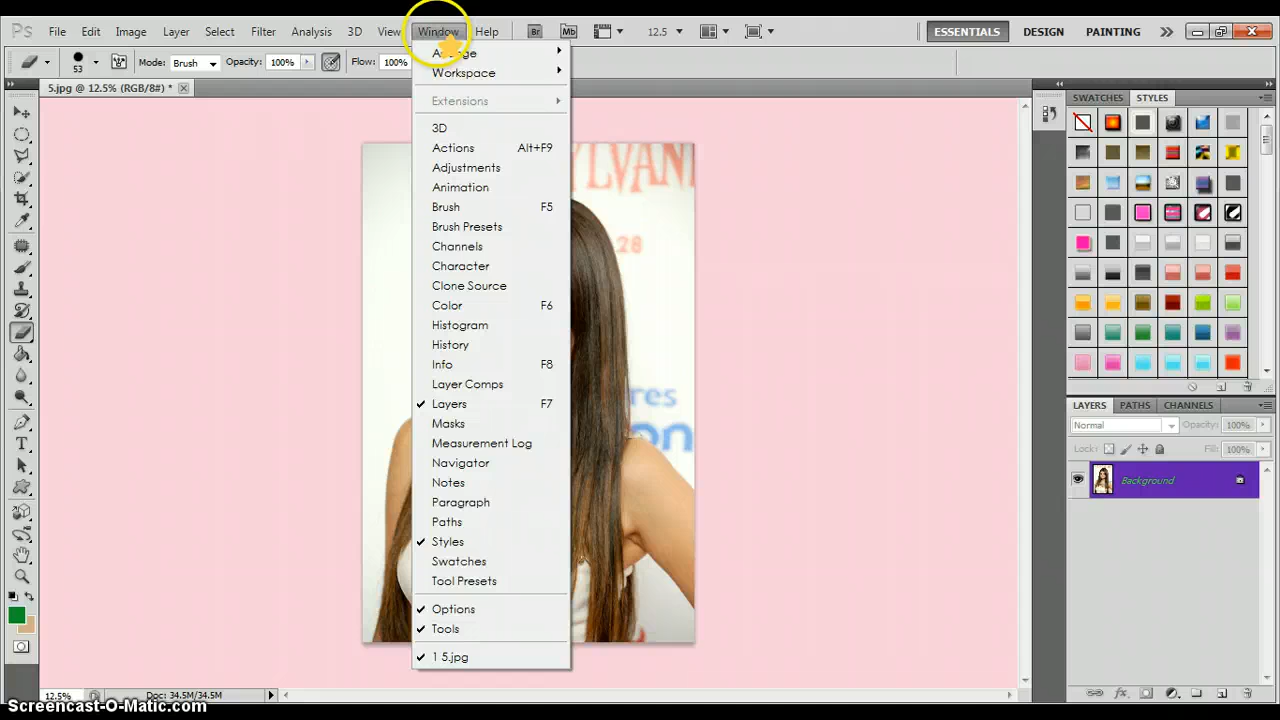 Ps File Edit Image Layer Select Filter Analysis 3D View Window Help Br Mb 12.5 ESSENTIALS DESIGN PAINTING
53 Mode: Brush Opacity: 100% Flow: 100%
5.jpg @ 12.5% (RGB/8#) *
Arrange
Workspace
Extensions
3D
Actions Alt+F9
Adjustments
Animation
Brush F5
Brush Presets
Channels
Character
Clone Source
Color F6
Histogram
History
Info F8
Layer Comps
Layers F7
Masks
Measurement Log
Navigator
Notes
Paragraph
Paths
Styles
Swatches
Tool Presets
Options
Tools
1 5.jpg
YLVANI
28
res
on
SWATCHES STYLES
LAYERS PATHS CHANNELS
Normal Opacity: 100%
Lock: Fill: 100%
Background
12.5% Doc: 34.5M/34.5M
Screencast-O-Matic.com